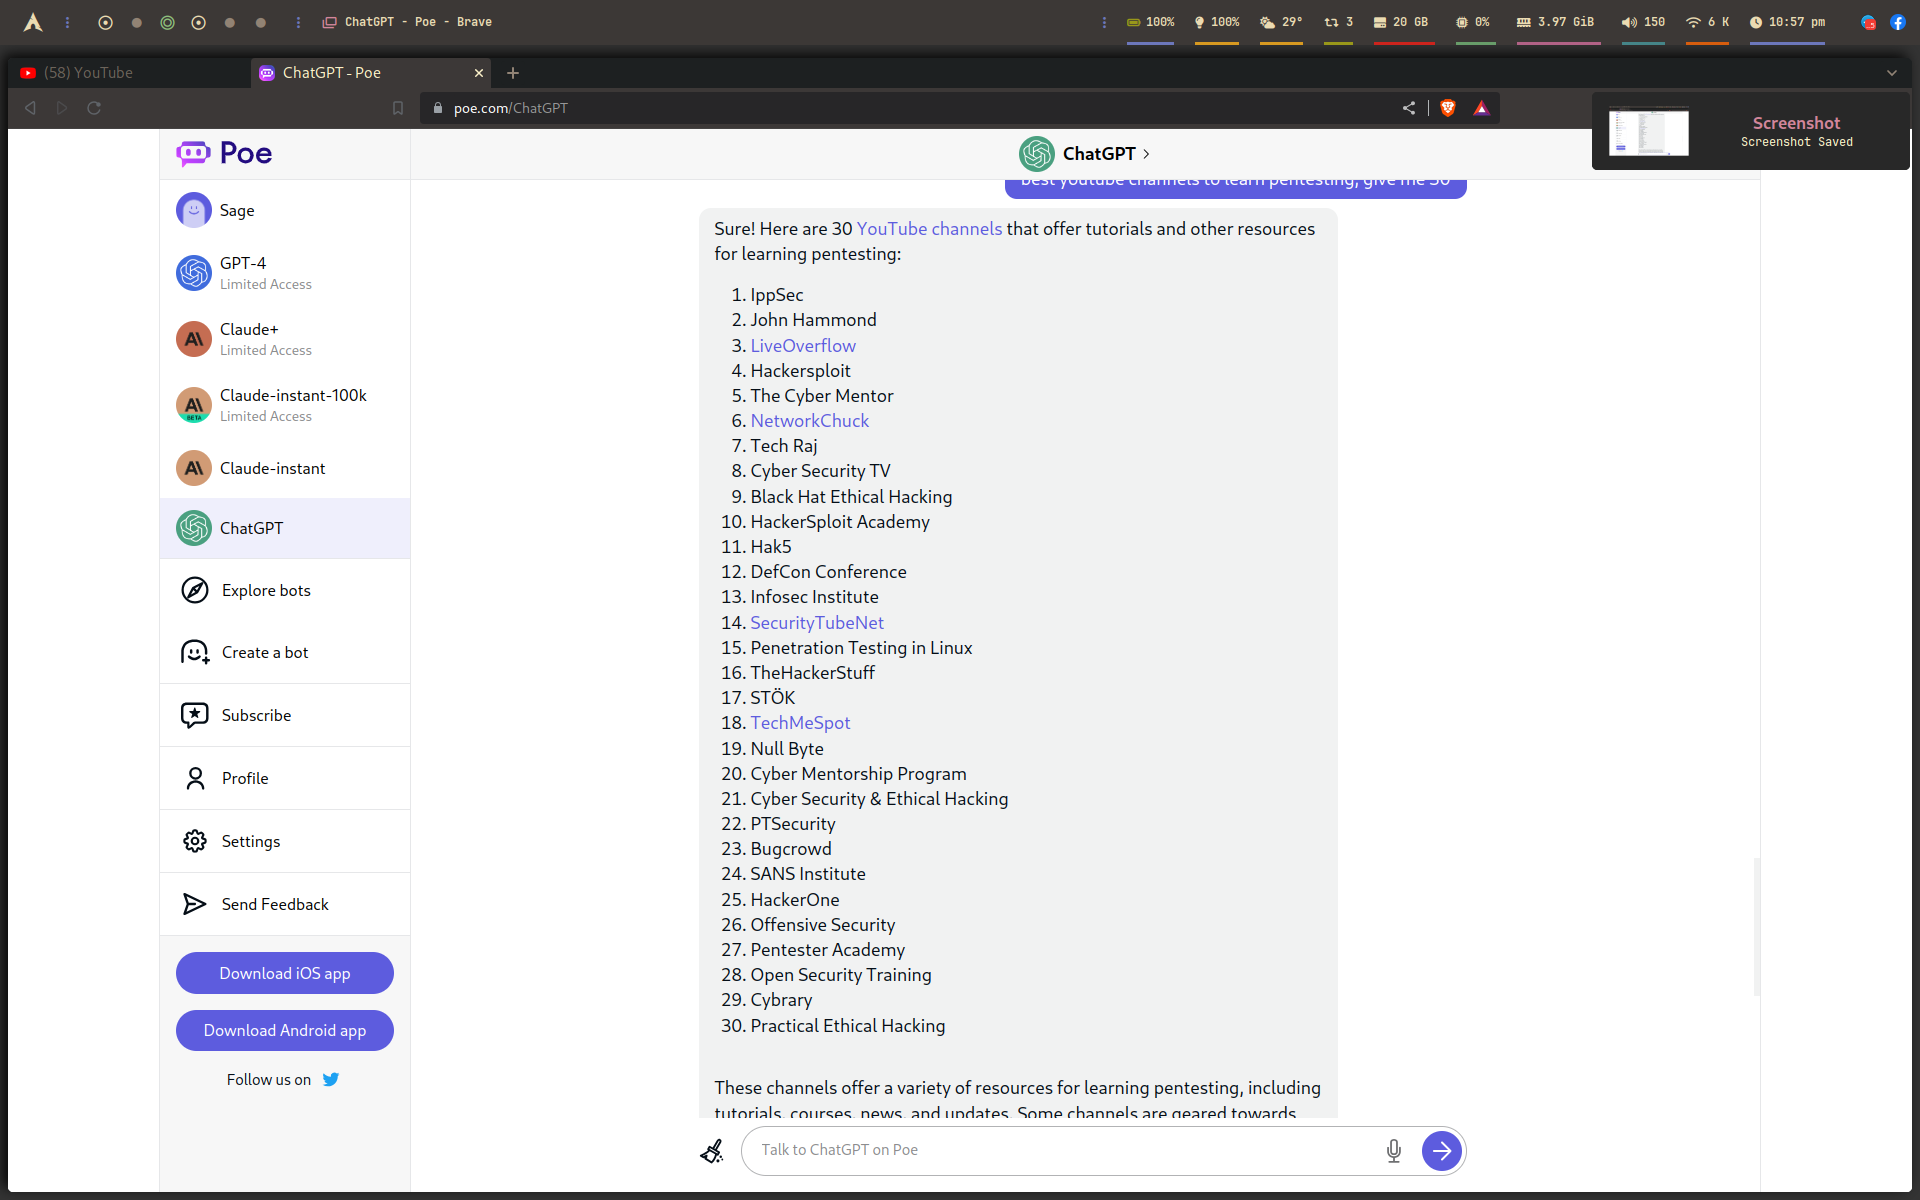 ChatGPT - Poe - Brave
100%
100%
29°
3
20 GB
0%
3.97 GiB
150
6 K
10:57 pm
(58) YouTube
ChatGPT - Poe
poe.com/ChatGPT
Screenshot
Screenshot Saved
Poe
ChatGPT
best youtube channels to learn pentesting, give me 30
Sage
GPT-4
Limited Access
Claude+
Limited Access
Claude-instant-100k
Limited Access
BETA
Claude-instant
ChatGPT
Explore bots
Create a bot
Subscribe
Profile
Settings
Send Feedback
Download iOS app
Download Android app
Follow us on
Sure! Here are 30 YouTube channels that offer tutorials and other resources
for learning pentesting:
1. IppSec
2. John Hammond
3. LiveOverflow
4. Hackersploit
5. The Cyber Mentor
6. NetworkChuck
7. Tech Raj
8. Cyber Security TV
9. Black Hat Ethical Hacking
10. HackerSploit Academy
11. Hak5
12. DefCon Conference
13. Infosec Institute
14. SecurityTubeNet
15. Penetration Testing in Linux
16. TheHackerStuff
17. STÖK
18. TechMeSpot
19. Null Byte
20. Cyber Mentorship Program
21. Cyber Security & Ethical Hacking
22. PTSecurity
23. Bugcrowd
24. SANS Institute
25. HackerOne
26. Offensive Security
27. Pentester Academy
28. Open Security Training
29. Cybrary
30. Practical Ethical Hacking
These channels offer a variety of resources for learning pentesting, including
tutorials, courses, news, and updates. Some channels are geared towards
Talk to ChatGPT on Poe